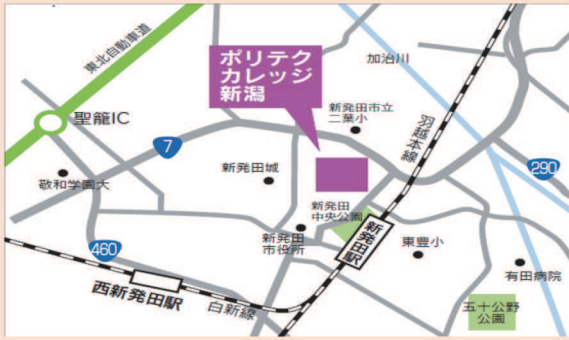 東北自動車道
聖籠IC
敬和学園大
7
460
西新発田駅
白新線
ポリテク
カレッジ
新潟
新発田城
新発田市立
二葉小
加治川
羽越本線
290
新発田
中央公園
新発田
市役所
新発田駅
東豊小
有田病院
五十公野
公園